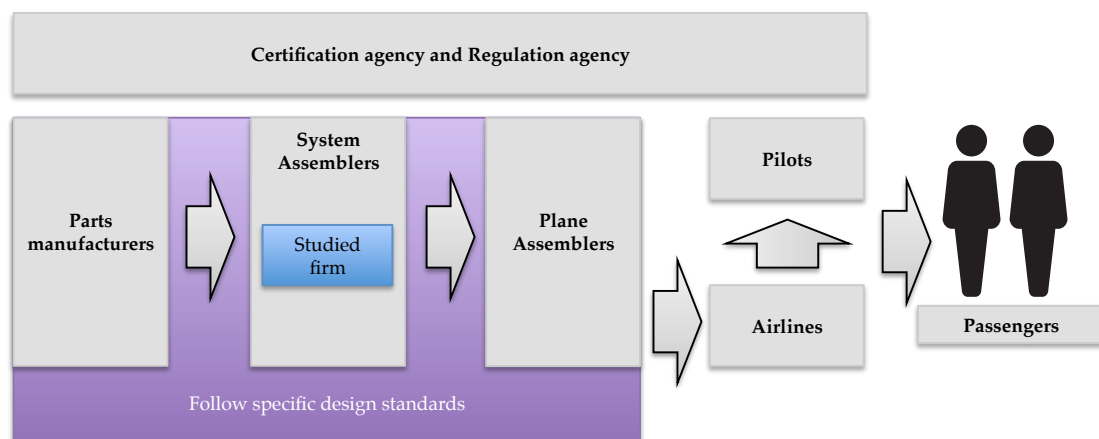 Certification agency and Regulation agency
Parts
manufacturers
System
Assemblers
Studied
firm
Plane
Assemblers
Pilots
Airlines
Passengers
Follow specific design standards